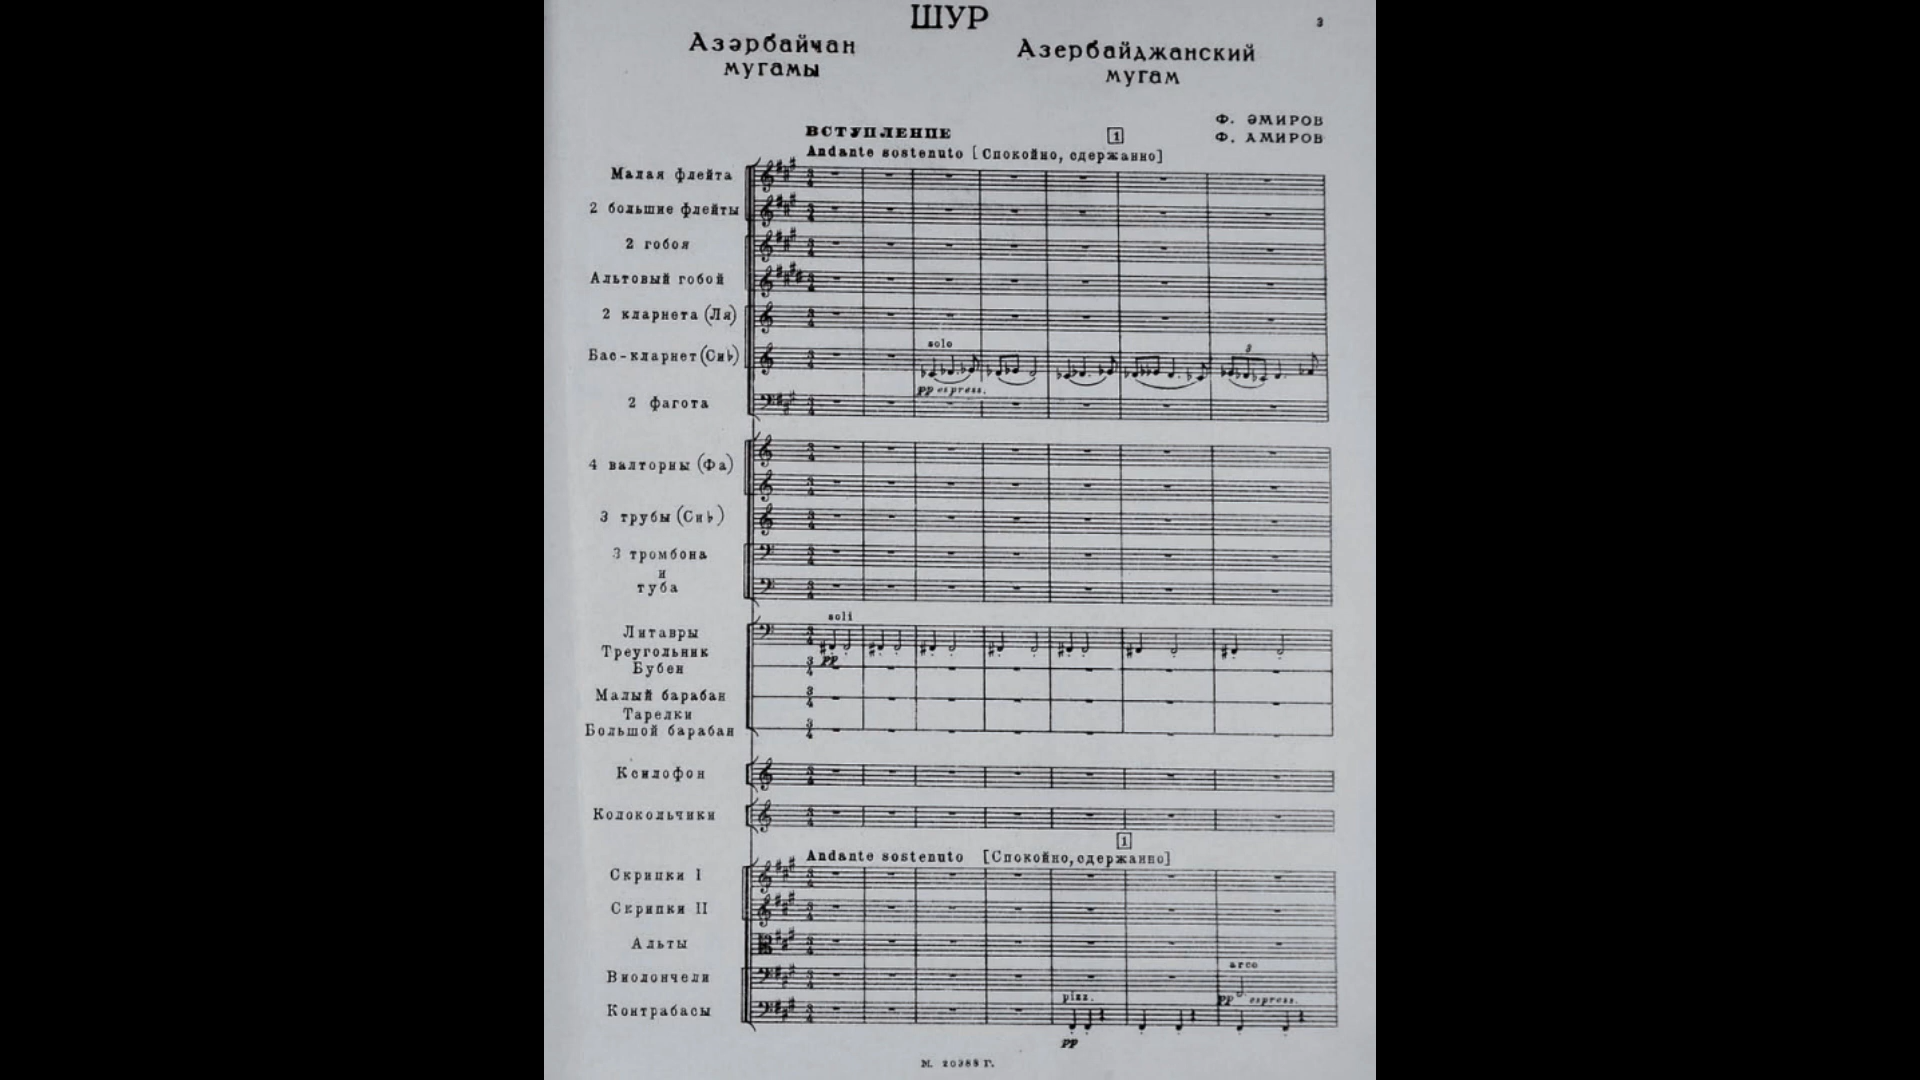 ШУР
3
Азәрбайҹан
мугамы
Азербайджанский
мугам
Ф. ӘМИРОВ
Ф. АМИРОВ
ВСТУПЛЕНИЕ
1
Andante sostenuto [Спокойно, сдержанно]
Малая флейта
2 большие флейты
2 гобоя
Альтовый гобой
2 кларнета (Ля)
solo
Бас-кларнет (Си♭)
3
pp espress.
2 фагота
4 валторны (Фа)
3 трубы (Си♭)
3 тромбона
и
туба
soli
Литавры
pp
Треугольник
Бубен
Малый барабан
Тарелки
Большой барабан
Ксилофон
Колокольчики
1
Andante sostenuto [Спокойно, сдержанно]
Скрипки I
Скрипки II
Альты
arco
Виолончели
pizz.
pp espress.
Контрабасы
pp
М. 20388 Г.